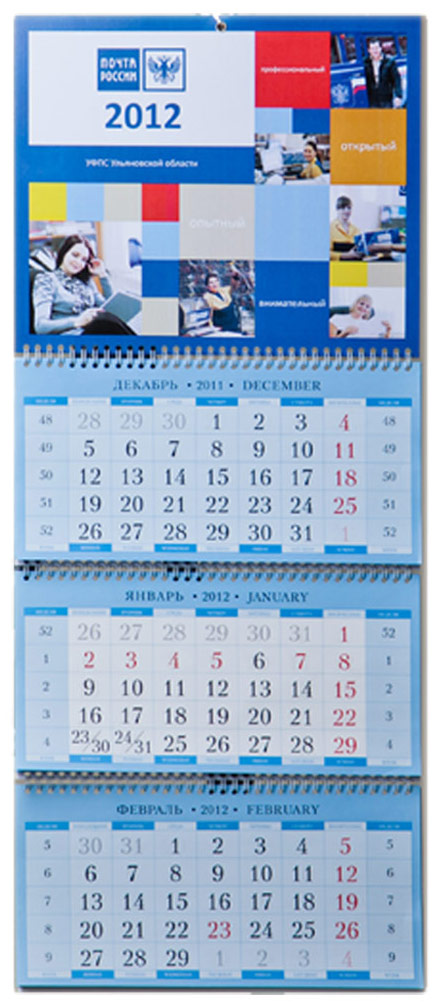 ПОЧТА
РОССИИ
2012
УФПС Ульяновской области
профессиональный
открытый
опытный
внимательный
ДЕКАБРЬ • 2011 • DECEMBER
48 28 29 30 1 2 3 4 48
49 5 6 7 8 9 10 11 49
50 12 13 14 15 16 17 18 50
51 19 20 21 22 23 24 25 51
52 26 27 28 29 30 31 1 52
ЯНВАРЬ • 2012 • JANUARY
52 26 27 28 29 30 31 1 52
1 2 3 4 5 6 7 8 1
2 9 10 11 12 13 14 15 2
3 16 17 18 19 20 21 22 3
4 23/30 24/31 25 26 27 28 29 4
ФЕВРАЛЬ • 2012 • FEBRUARY
5 30 31 1 2 3 4 5 5
6 6 7 8 9 10 11 12 6
7 13 14 15 16 17 18 19 7
8 20 21 22 23 24 25 26 8
9 27 28 29 1 2 3 4 9